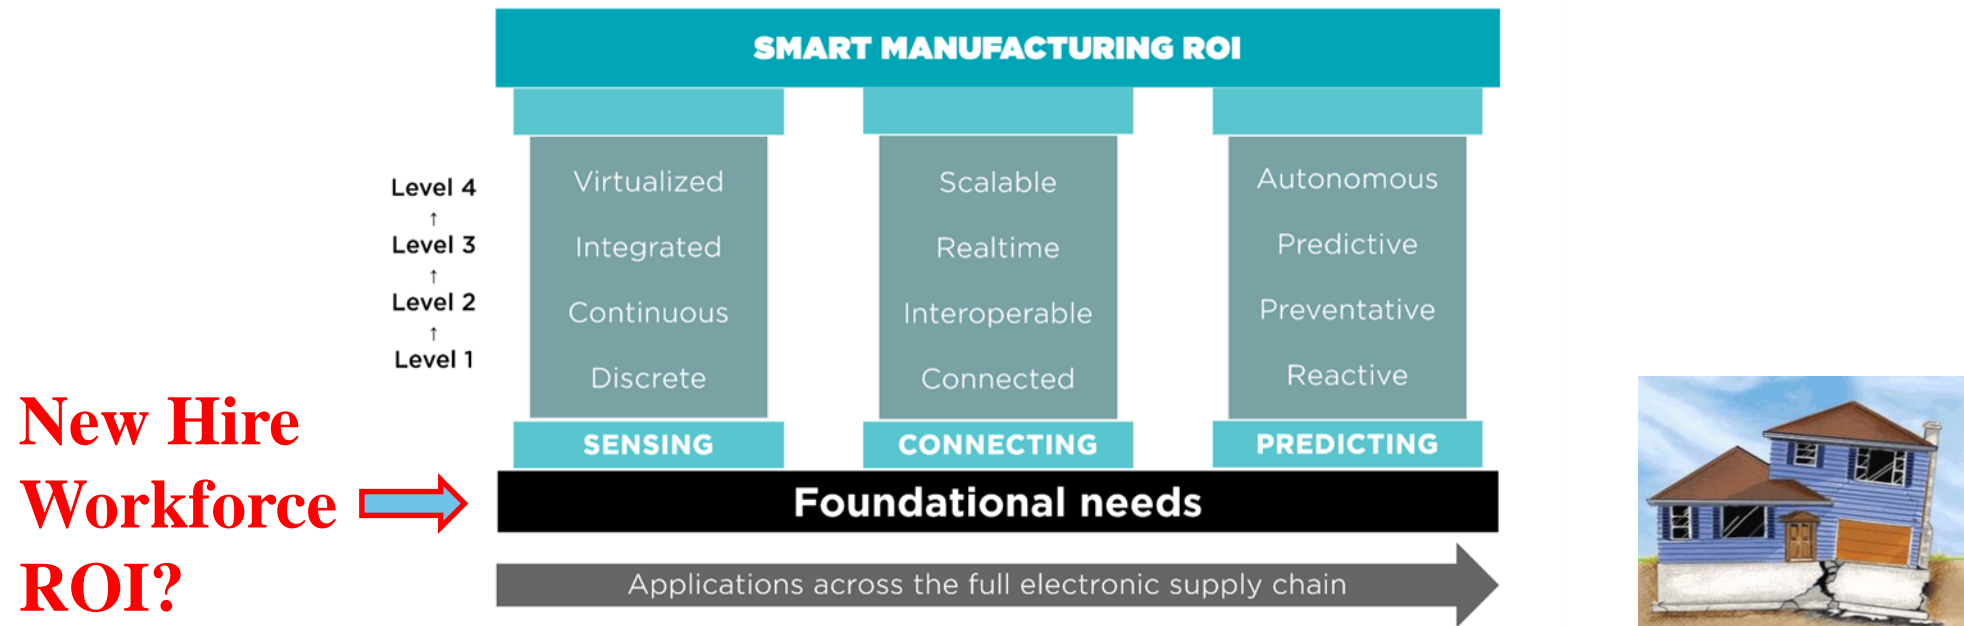 SMART MANUFACTURING ROI
Level 4
↑
Level 3
↑
Level 2
↑
Level 1
Virtualized
Integrated
Continuous
Discrete
SENSING
Scalable
Realtime
Interoperable
Connected
CONNECTING
Autonomous
Predictive
Preventative
Reactive
PREDICTING
New Hire
Workforce
ROI?
Foundational needs
Applications across the full electronic supply chain